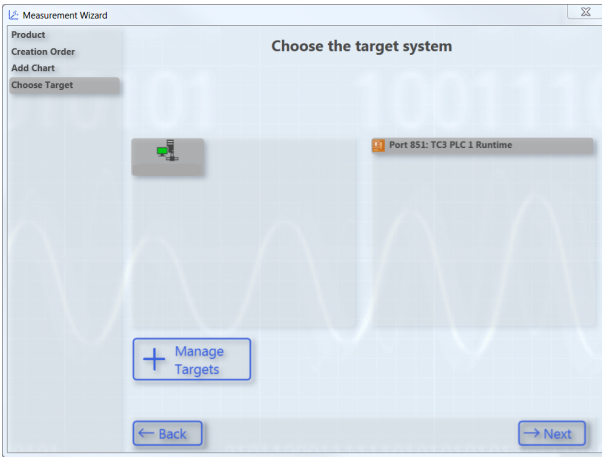 Measurement Wizard
Product
Creation Order
Add Chart
Choose Target
Choose the target system
Port 851: TC3 PLC 1 Runtime
Manage
Targets
Back
Next